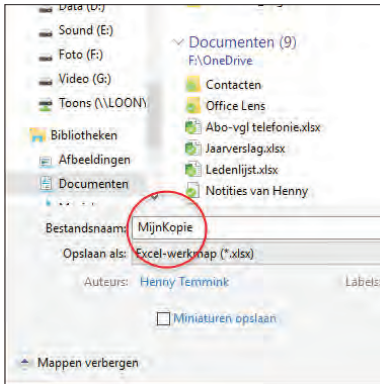 Data (D:)
Sound (E:)
Foto (F:)
Video (G:)
Toons (\\LOON\
Bibliotheken
Afbeeldingen
Documenten
Documenten (9)
F:\OneDrive
Contacten
Office Lens
Abo-vgl telefonie.xlsx
Jaarverslag.xlsx
Ledenlijst.xlsx
Notities van Henny
Bestandsnaam: MijnKopie
Opslaan als: Excel-werkmap (*.xlsx)
Auteurs: Henny Temmink Labels:
Miniaturen opslaan
Mappen verbergen